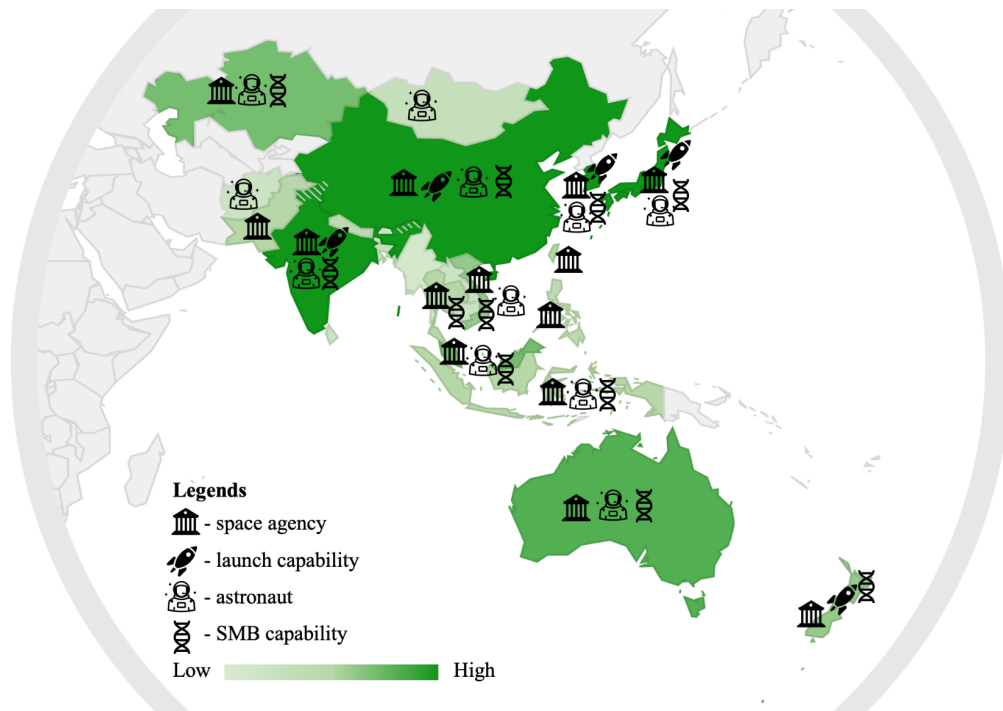 Legends
- space agency
- launch capability
- astronaut
- SMB capability
Low High